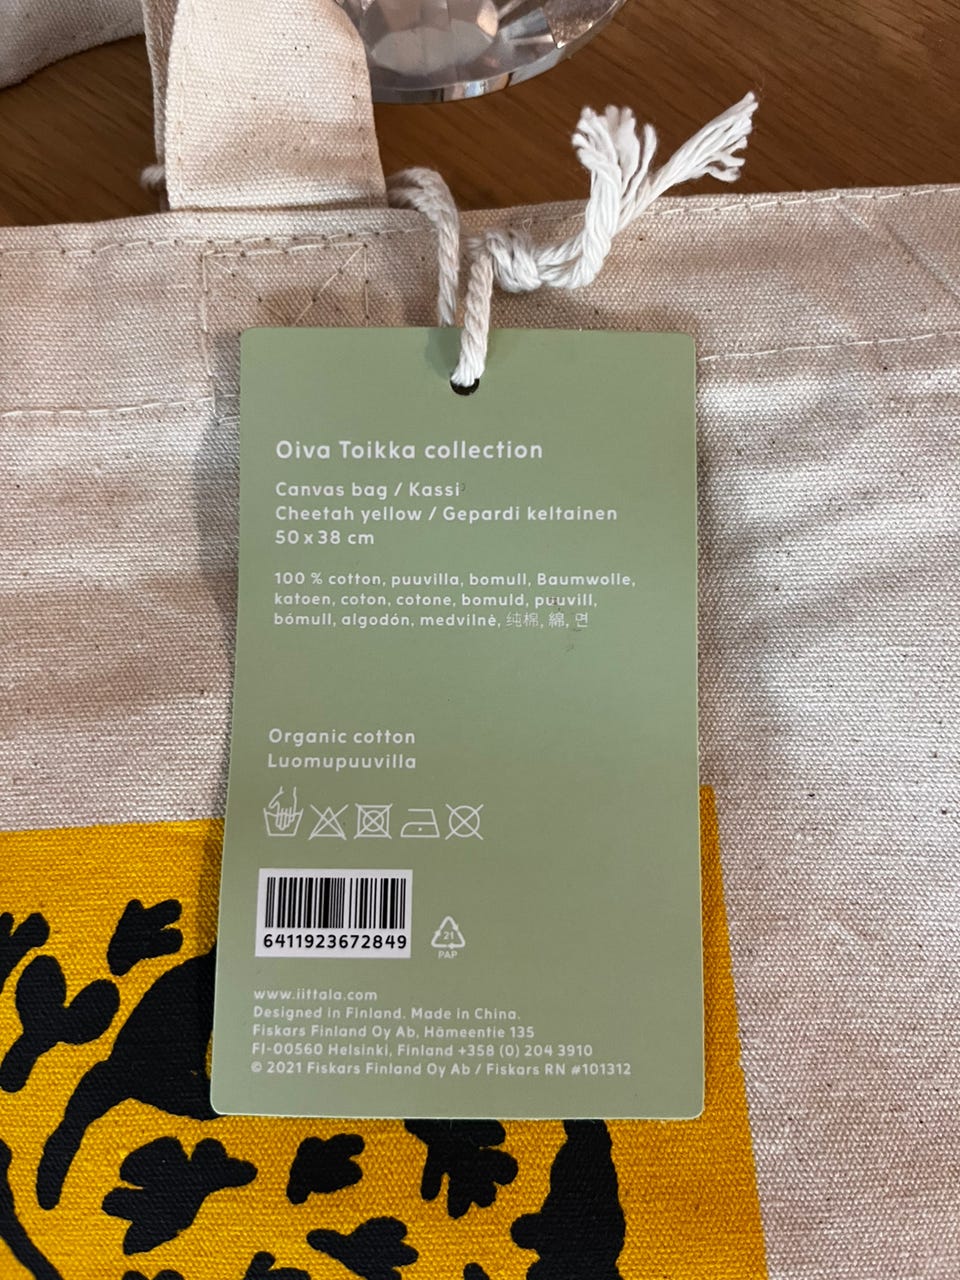 Oiva Toikka collection
Canvas bag / Kassi
Cheetah yellow / Gepardi keltainen
50 x 38 cm
100 % cotton, puuvilla, bomull, Baumwolle,
katoen, coton, cotone, bomuld, puuvill,
bómull, algodón, medvilnė, 纯棉, 綿, 면
Organic cotton
Luomupuuvilla
6411923672849
21
PAP
www.iittala.com
Designed in Finland. Made in China.
Fiskars Finland Oy Ab, Hämeentie 135
FI-00560 Helsinki, Finland +358 (0) 204 3910
© 2021 Fiskars Finland Oy Ab / Fiskars RN #101312